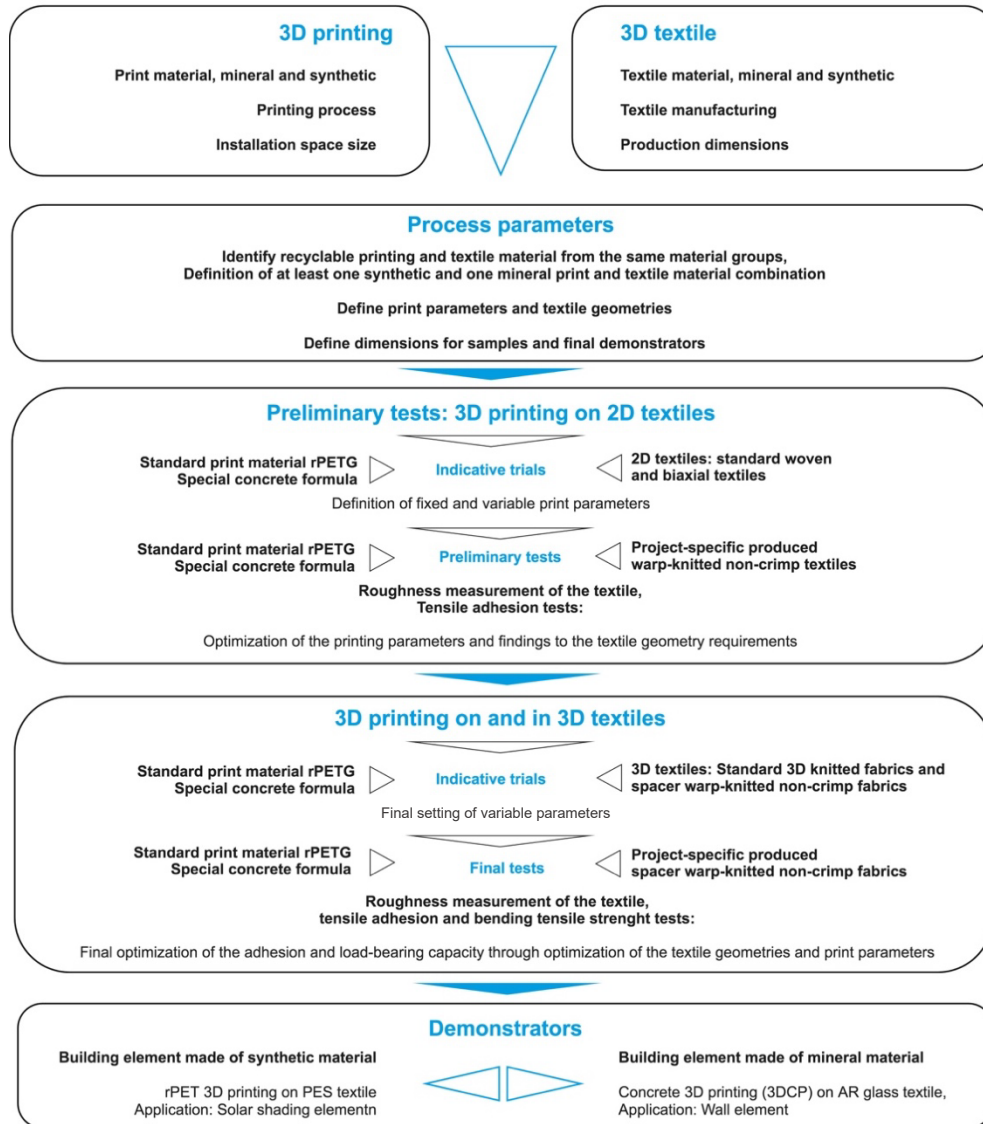 3D printing
Print material, mineral and synthetic
Printing process
Installation space size
3D textile
Textile material, mineral and synthetic
Textile manufacturing
Production dimensions
Process parameters
Identify recyclable printing and textile material from the same material groups,
Definition of at least one synthetic and one mineral print and textile material combination
Define print parameters and textile geometries
Define dimensions for samples and final demonstrators
Preliminary tests: 3D printing on 2D textiles
Standard print material rPETG
Special concrete formula
Indicative trials
2D textiles: standard woven
and biaxial textiles
Definition of fixed and variable print parameters
Standard print material rPETG
Special concrete formula
Preliminary tests
Project-specific produced
warp-knitted non-crimp textiles
Roughness measurement of the textile,
Tensile adhesion tests:
Optimization of the printing parameters and findings to the textile geometry requirements
3D printing on and in 3D textiles
Standard print material rPETG
Special concrete formula
Indicative trials
3D textiles: Standard 3D knitted fabrics and
spacer warp-knitted non-crimp fabrics
Final setting of variable parameters
Standard print material rPETG
Special concrete formula
Final tests
Project-specific produced
spacer warp-knitted non-crimp fabrics
Roughness measurement of the textile,
tensile adhesion and bending tensile strenght tests:
Final optimization of the adhesion and load-bearing capacity through optimization of the textile geometries and print parameters
Demonstrators
Building element made of synthetic material
rPET 3D printing on PES textile
Application: Solar shading elementn
Building element made of mineral material
Concrete 3D printing (3DCP) on AR glass textile,
Application: Wall element